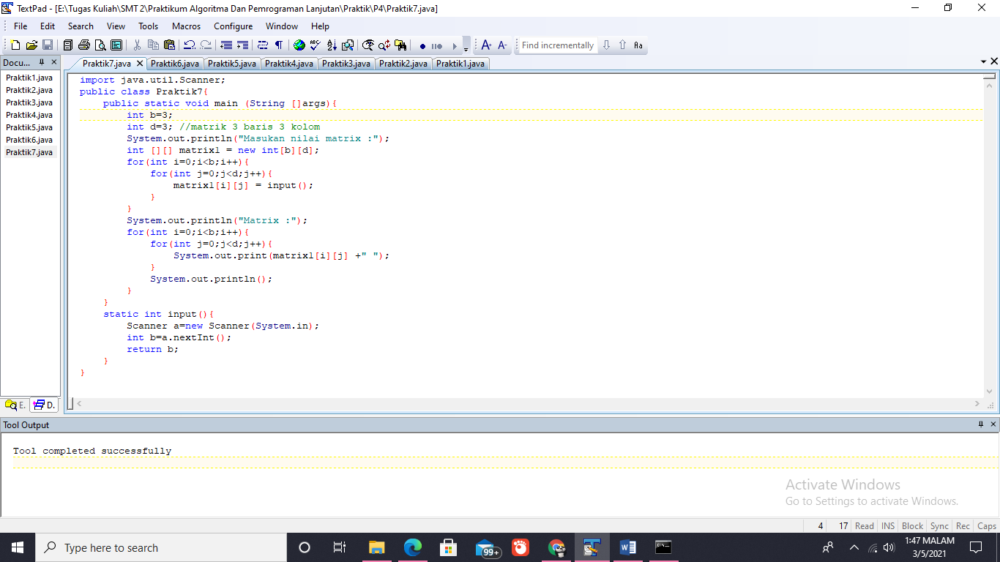 TextPad - [E:\Tugas Kuliah\SMT 2\Praktikum Algoritma Dan Pemrograman Lanjutan\Praktik\P4\Praktik7.java]
File Edit Search View Tools Macros Configure Window Help
Find incrementally
Docu...
Praktik7.java Praktik6.java Praktik5.java Praktik4.java Praktik3.java Praktik2.java Praktik1.java
Praktik1.java
Praktik2.java
Praktik3.java
Praktik4.java
Praktik5.java
Praktik6.java
Praktik7.java
E. D.
import java.util.Scanner;
public class Praktik7{
    public static void main (String []args){
        int b=3;
        int d=3; //matrik 3 baris 3 kolom
        System.out.println("Masukan nilai matrix :");
        int [][] matrix1 = new int[b][d];
        for(int i=0;i<b;i++){
            for(int j=0;j<d;j++){
                matrix1[i][j] = input();
            }
        }
        System.out.println("Matrix :");
        for(int i=0;i<b;i++){
            for(int j=0;j<d;j++){
                System.out.print(matrix1[i][j] +" ");
            }
            System.out.println();
        }
    }
    static int input(){
        Scanner a=new Scanner(System.in);
        int b=a.nextInt();
        return b;
    }
}
Tool Output
Tool completed successfully
Activate Windows
Go to Settings to activate Windows.
4 17 Read INS Block Sync Rec Caps
Type here to search
99+
1:47 MALAM
3/5/2021